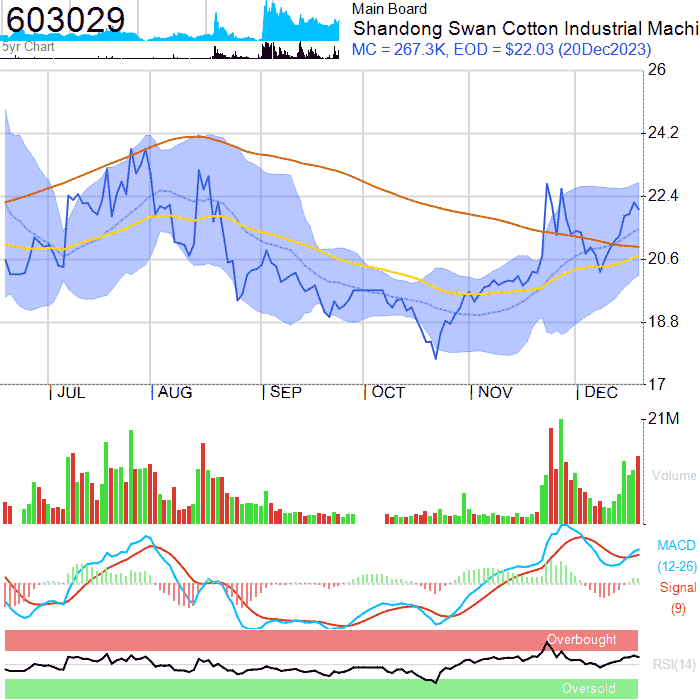 603029
5yr Chart
Main Board
Shandong Swan Cotton Industrial Machi
MC = 267.3K, EOD = $22.03 (20Dec2023)
26
24.2
22.4
20.6
18.8
17
JUL
AUG
SEP
OCT
NOV
DEC
21M
Volume
MACD
(12-26)
Signal
(9)
Overbought
RSI(14)
Oversold